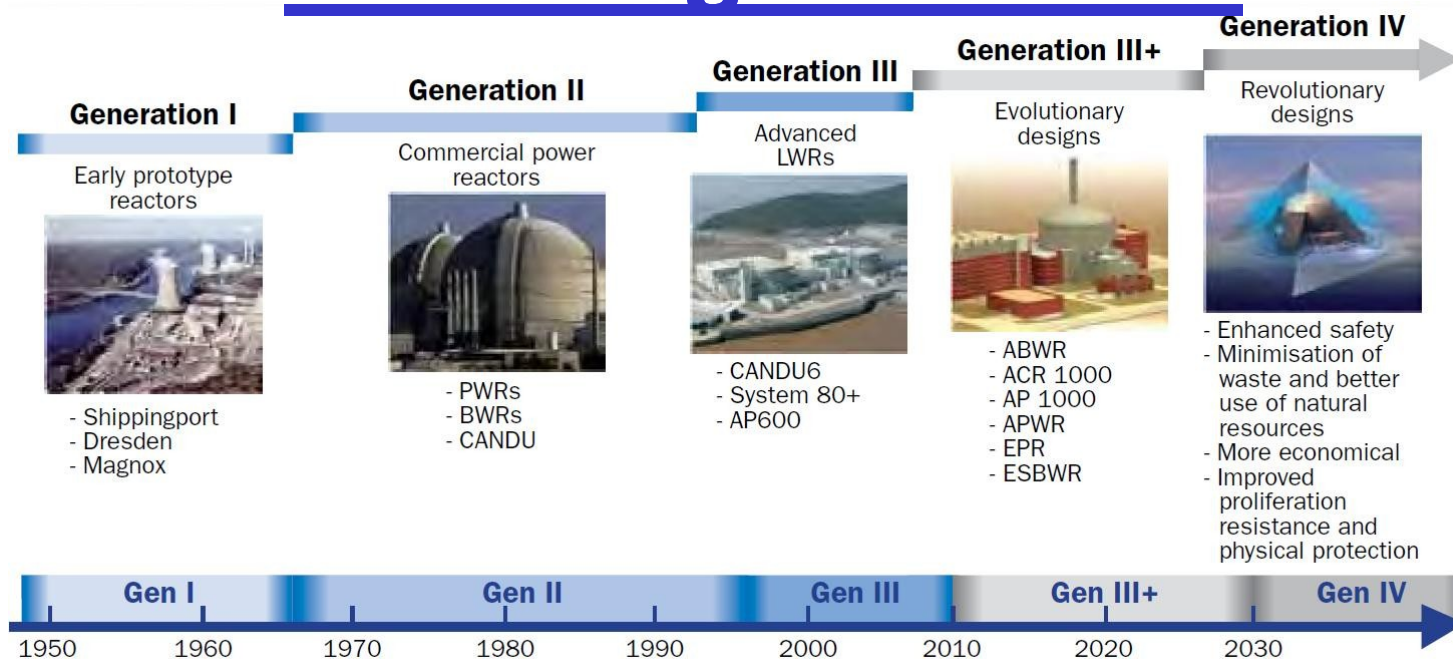 Generation I
Early prototype
reactors
- Shippingport
- Dresden
- Magnox
Generation II
Commercial power
reactors
- PWRs
- BWRs
- CANDU
Generation III
Advanced
LWRs
- CANDU6
- System 80+
- AP600
Generation III+
Evolutionary
designs
- ABWR
- ACR 1000
- AP 1000
- APWR
- EPR
- ESBWR
Generation IV
Revolutionary
designs
- Enhanced safety
- Minimisation of
waste and better
use of natural
resources
- More economical
- Improved
proliferation
resistance and
physical protection
Gen I Gen II Gen III Gen III+ Gen IV
1950 1960 1970 1980 1990 2000 2010 2020 2030